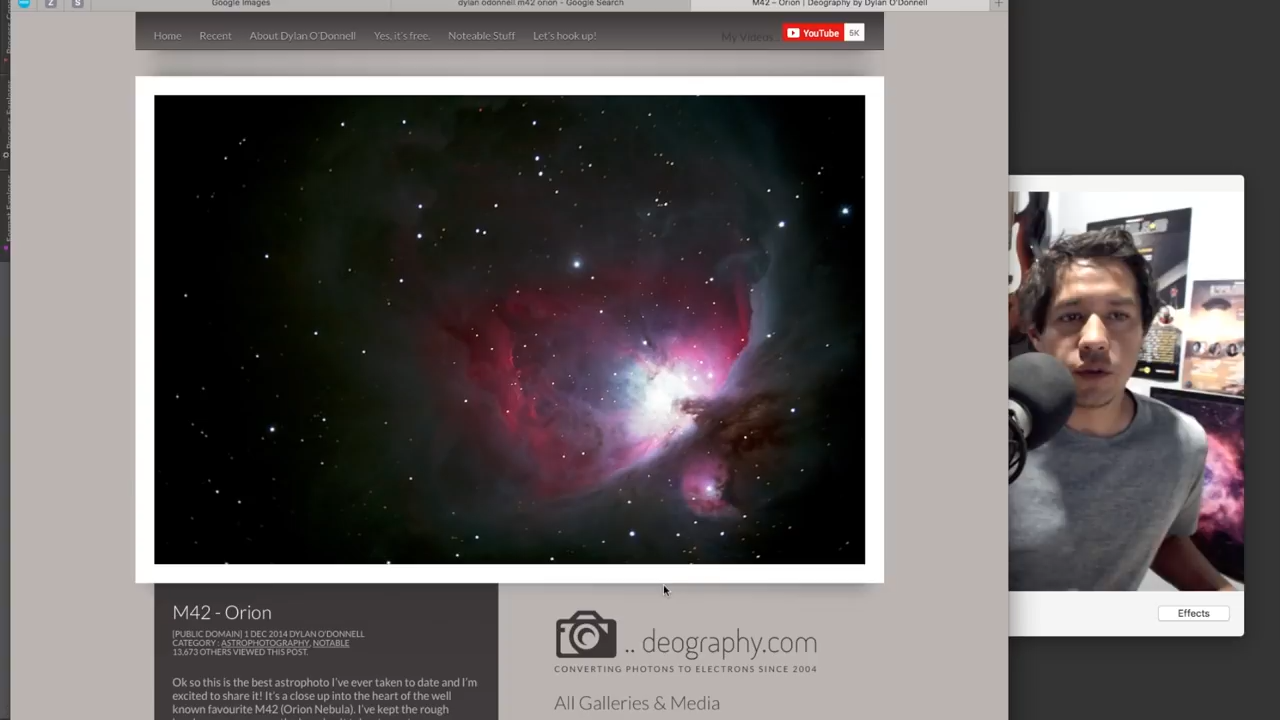 Google Images
dylan odonnell m42 orion - Google Search
M42 – Orion | Deography by Dylan O'Donnell
Home
Recent
About Dylan O'Donnell
Yes, it's free.
Noteable Stuff
Let's hook up!
My Videos
YouTube
5K
M42 - Orion
[PUBLIC DOMAIN] 1 DEC 2014 DYLAN O'DONNELL
CATEGORY : ASTROPHOTOGRAPHY, NOTABLE
13,673 OTHERS VIEWED THIS POST.
Ok so this is the best astrophoto I've ever taken to date and I'm
excited to share it! It's a close up into the heart of the well
known favourite M42 (Orion Nebula). I've kept the rough
.. deography.com
CONVERTING PHOTONS TO ELECTRONS SINCE 2004
All Galleries & Media
Effects
Z
S